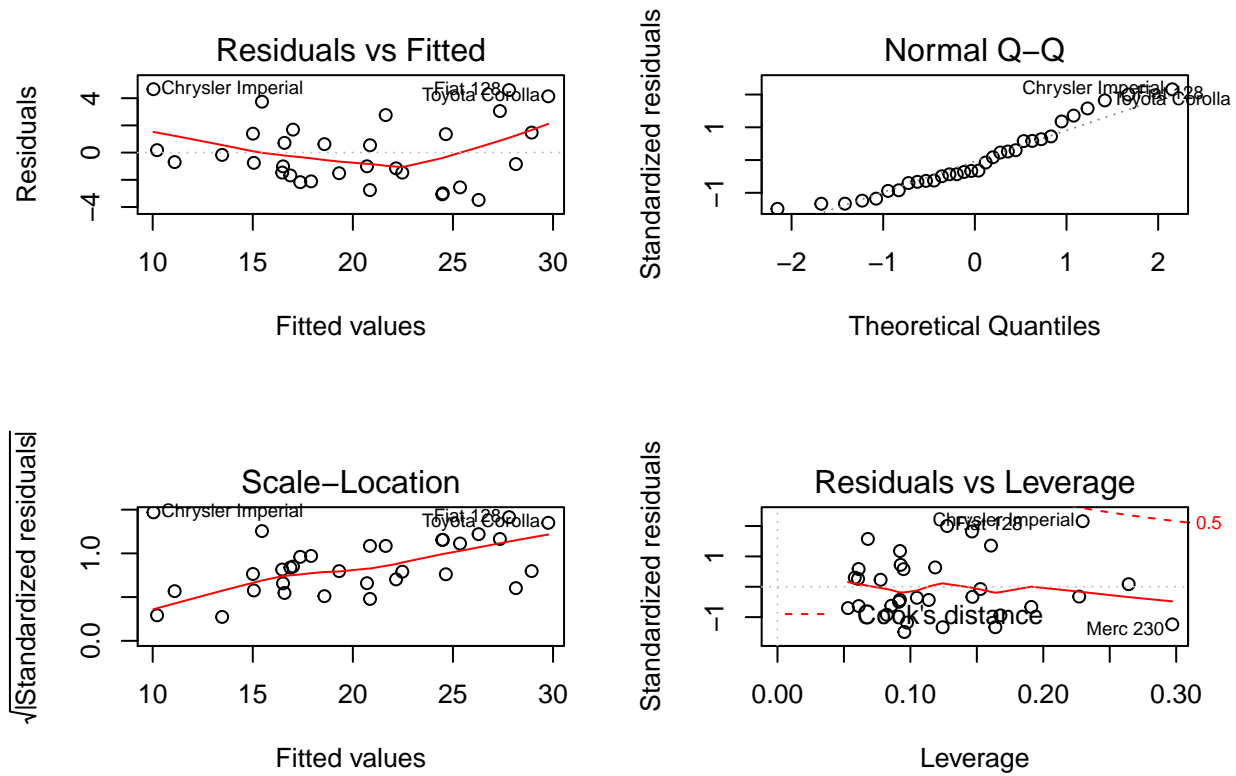 Residuals vs Fitted
Residuals
Chrysler Imperial
Fiat 128
Toyota Corolla
4
0
−4
10 15 20 25 30
Fitted values
Normal Q−Q
Standardized residuals
Chrysler Imperial
Fiat 128
Toyota Corolla
1
−1
−2 −1 0 1 2
Theoretical Quantiles
Scale−Location
√|Standardized residuals|
Chrysler Imperial
Fiat 128
Toyota Corolla
1.0
0.0
10 15 20 25 30
Fitted values
Residuals vs Leverage
Standardized residuals
Chrysler Imperial
Fiat 128
0.5
1
−1
Cook's distance
Merc 230
0.00 0.10 0.20 0.30
Leverage